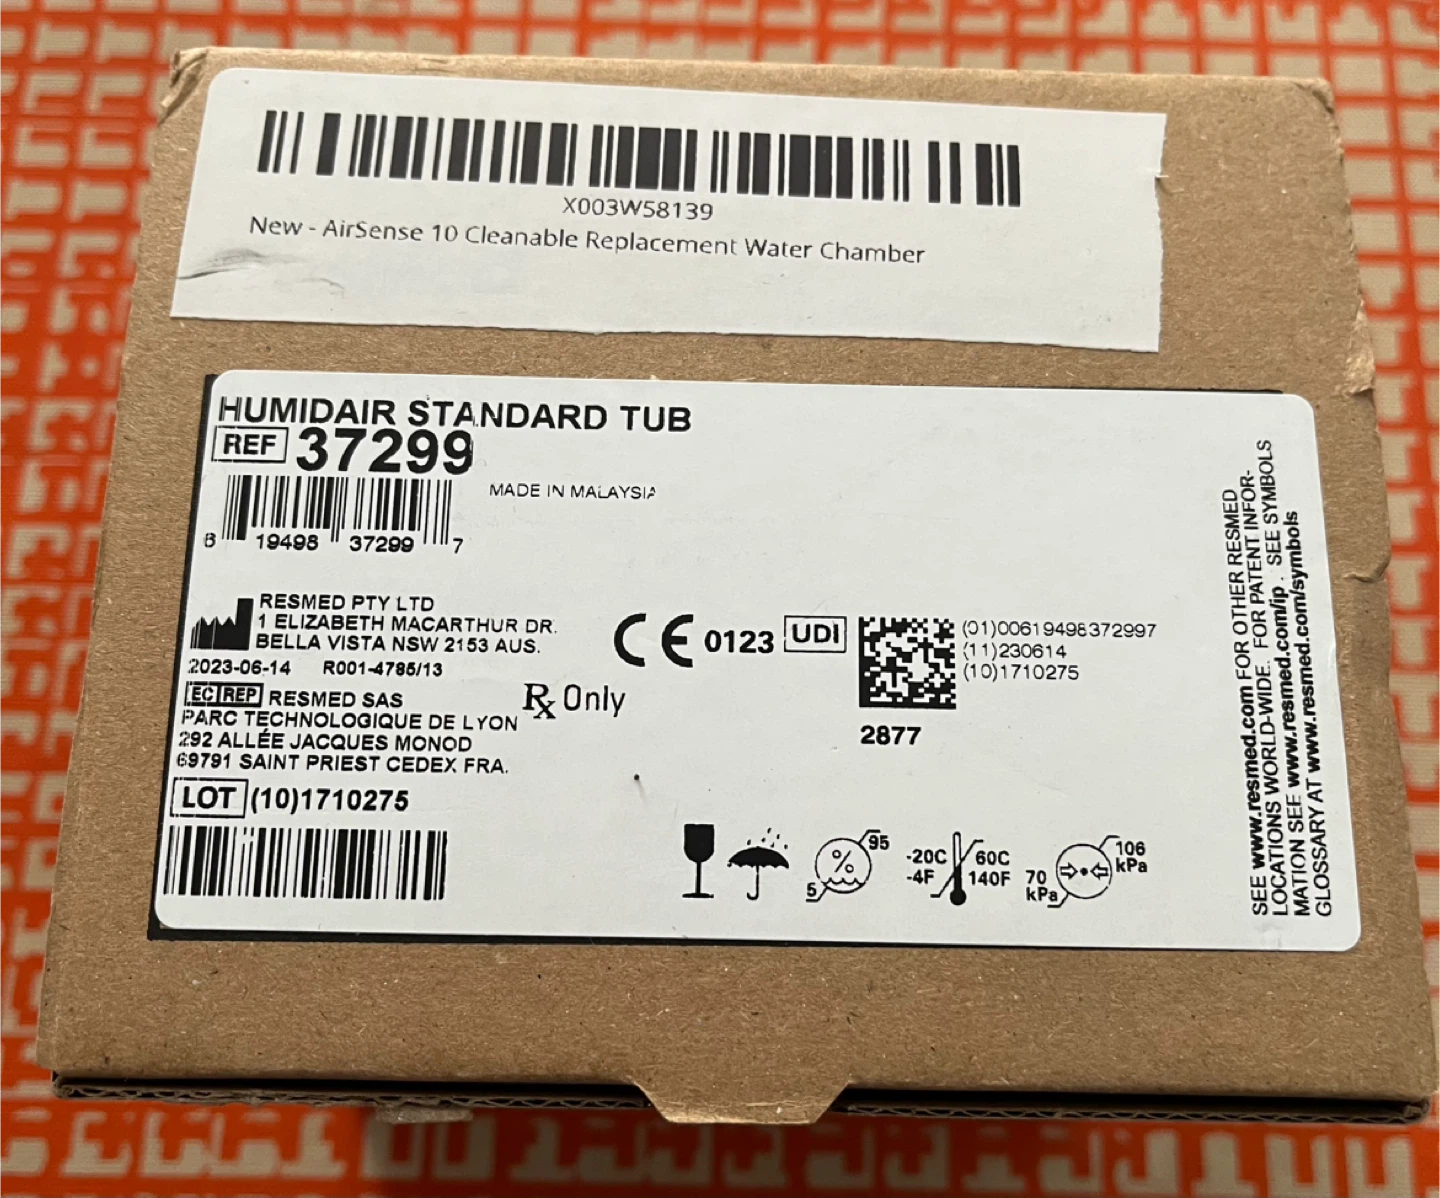 X003W58139
New - AirSense 10 Cleanable Replacement Water Chamber
HUMIDAIR STANDARD TUB
REF 37299
MADE IN MALAYSIA
6 19498 37299 7
RESMED PTY LTD
1 ELIZABETH MACARTHUR DR.
BELLA VISTA NSW 2153 AUS.
2023-06-14 R001-4785/13
EC REP RESMED SAS
PARC TECHNOLOGIQUE DE LYON
292 ALLÉE JACQUES MONOD
69791 SAINT PRIEST CEDEX FRA.
Rx Only
LOT (10)1710275
CE 0123
UDI
(01)00619498372997
(11)230614
(10)1710275
2877
% 95
5
-20C 60C
-4F 140F
106
kPa
70
kPa
SEE www.resmed.com FOR OTHER RESMED
LOCATIONS WORLD-WIDE. FOR PATENT INFOR-
MATION SEE www.resmed.com/ip . SEE SYMBOLS
GLOSSARY AT www.resmed.com/symbols